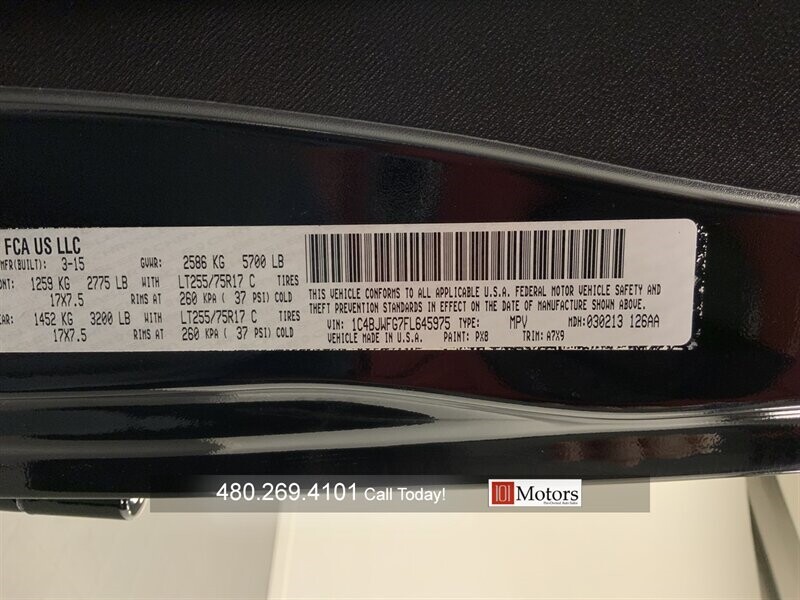 FCA US LLC
MFR(BUILT): 3-15 GVWR: 2586 KG 5700 LB
ONT: 1259 KG 2775 LB WITH LT255/75R17 C TIRES
17X7.5 RIMS AT 260 KPA ( 37 PSI) COLD
EAR: 1452 KG 3200 LB WITH LT255/75R17 C TIRES
17X7.5 RIMS AT 260 KPA ( 37 PSI) COLD
THIS VEHICLE CONFORMS TO ALL APPLICABLE U.S.A. FEDERAL MOTOR VEHICLE SAFETY AND
THEFT PREVENTION STANDARDS IN EFFECT ON THE DATE OF MANUFACTURE SHOWN ABOVE.
VIN: 1C4BJWFG7FL645975 TYPE: MPV MDH:030213 126AA
VEHICLE MADE IN U.S.A. PAINT: PX8 TRIM: A7X9
480.269.4101 Call Today!
101 Motors